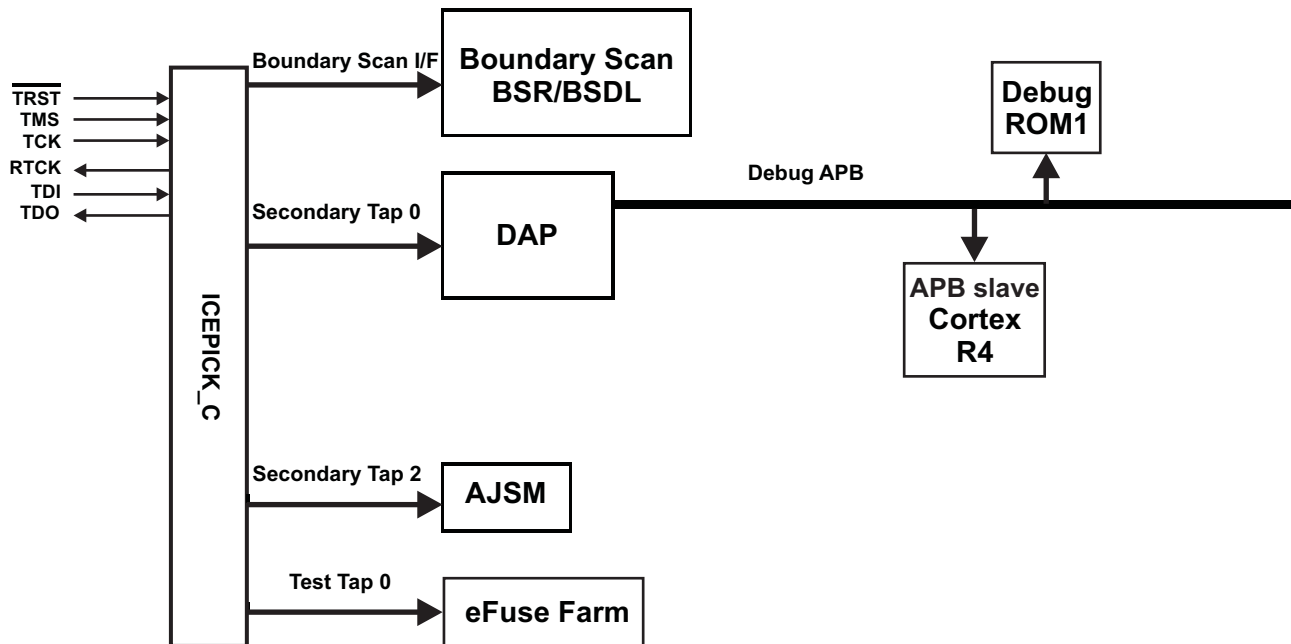 Boundary Scan I/F
Boundary Scan
BSR/BSDL
TRST
TMS
TCK
RTCK
TDI
TDO
ICEPICK_C
Debug
ROM1
Debug APB
Secondary Tap 0
DAP
APB slave
Cortex
R4
Secondary Tap 2
AJSM
Test Tap 0
eFuse Farm